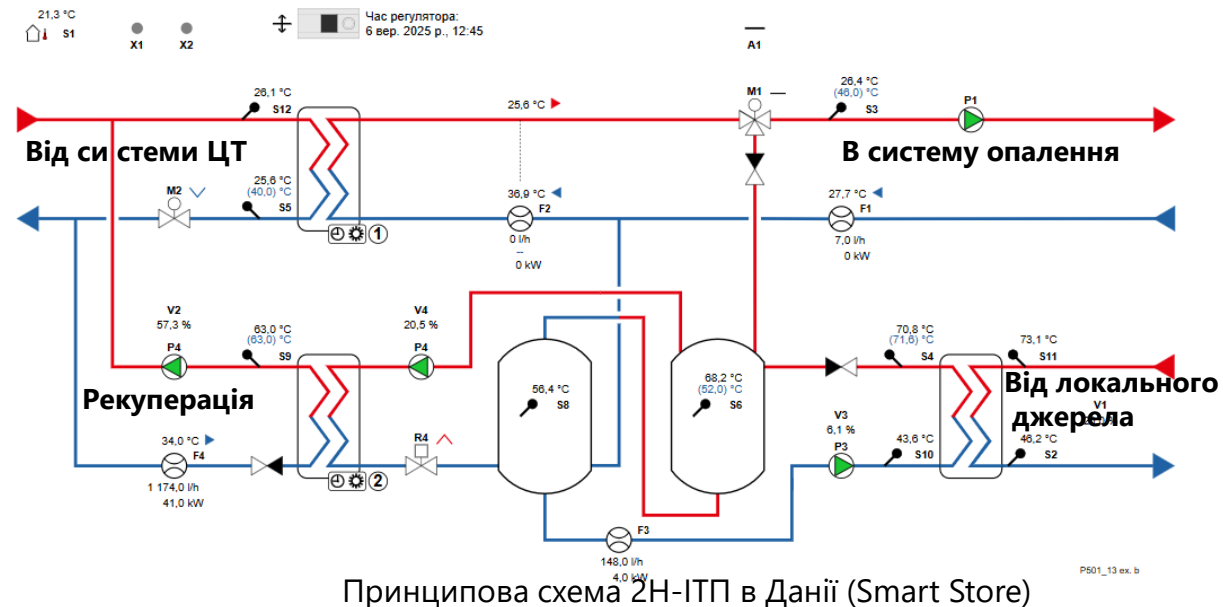 21,3 °C
S1
X1
X2
Час регулятора:
6 вер. 2025 р., 12:45
A1
26,1 °C
S12
25,6 °C
M1
26,4 °C
(46,0) °C
S3
P1
Від си стеми ЦТ
В систему опалення
M2
25,6 °C
(40,0) °C
S5
1
36,9 °C
F2
0 l/h
--
0 kW
27,7 °C
F1
7,0 l/h
0 kW
V2
57,3 %
P4
63,0 °C
(63,0) °C
S9
V4
20,5 %
P4
Рекуперація
56,4 °C
S8
68,2 °C
(52,0) °C
S6
70,8 °C
(71,6) °C
S4
73,1 °C
S11
Від локального
джерела
V1
34,0 °C
F4
1 174,0 l/h
41,0 kW
2
R4
V3
6,1 %
P3
43,6 °C
S10
46,2 °C
S2
F3
148,0 l/h
4,0 kW
P501_13 ex. b
Принципова схема 2Н-ІТП в Данії (Smart Store)